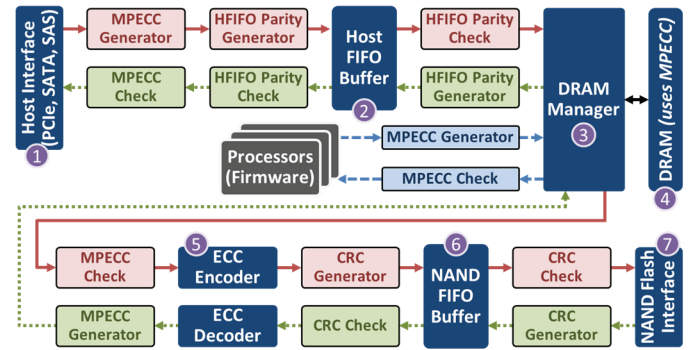 Host Interface
(PCIe, SATA, SAS)
1
MPECC
Generator
HFIFO Parity
Generator
Host
FIFO
Buffer
2
HFIFO Parity
Check
MPECC
Check
HFIFO Parity
Check
HFIFO Parity
Generator
DRAM
Manager
3
DRAM (uses MPECC)
4
Processors
(Firmware)
MPECC Generator
MPECC Check
MPECC
Check
5
ECC
Encoder
CRC
Generator
6
NAND
FIFO
Buffer
CRC
Check
7
NAND Flash
Interface
MPECC
Generator
ECC
Decoder
CRC Check
CRC
Generator